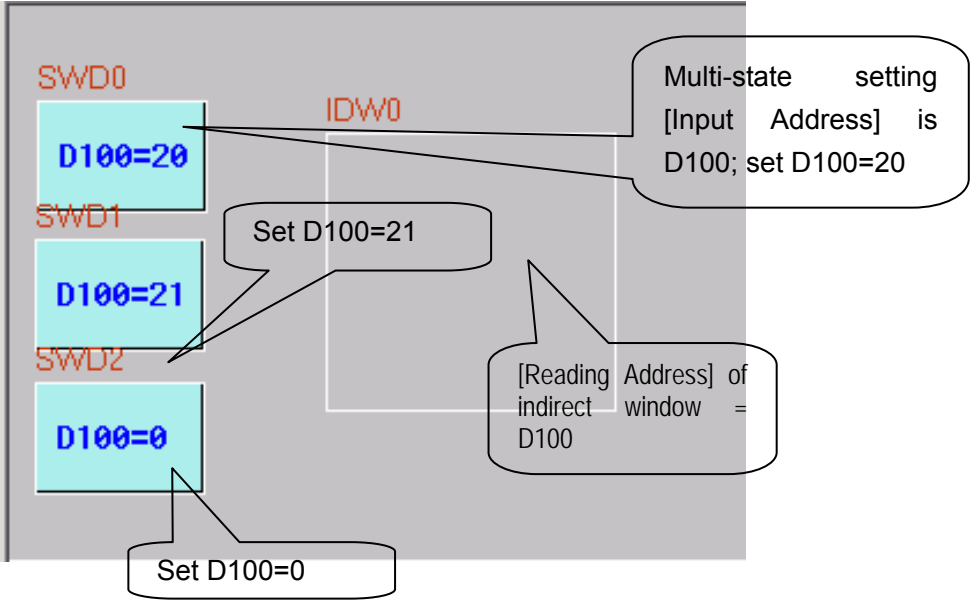 SWD0
D100=20
SWD1
D100=21
SWD2
D100=0
IDW0
Multi-state setting
[Input Address] is
D100; set D100=20
Set D100=21
[Reading Address] of
indirect window =
D100
Set D100=0